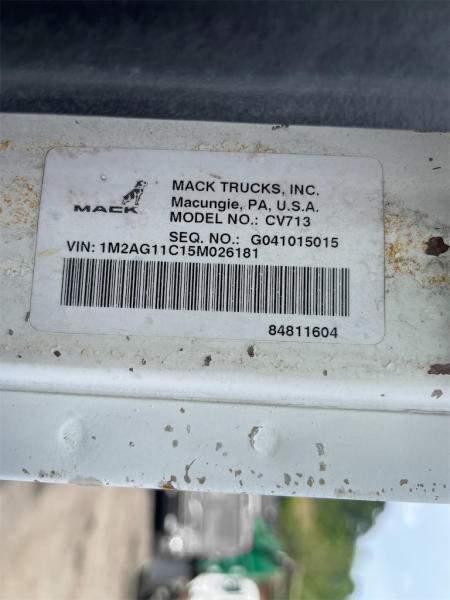 MACK TRUCKS, INC.
Macungie, PA, U.S.A.
MACK
MODEL NO.: CV713
SEQ. NO.: G041015015
VIN: 1M2AG11C15M026181
84811604